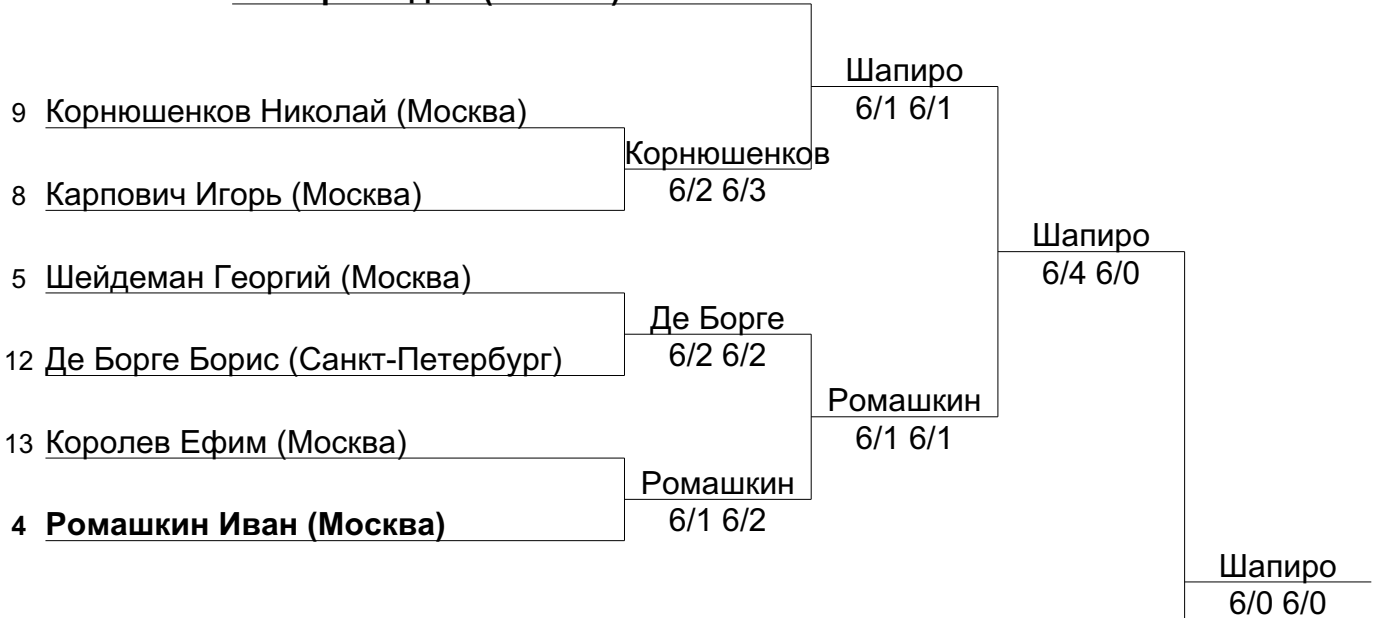 Шапиро
6/1 6/1
9 Корнюшенков Николай (Москва)
Корнюшенков
6/2 6/3
8 Карпович Игорь (Москва)
Шапиро
6/4 6/0
5 Шейдеман Георгий (Москва)
Де Борге
6/2 6/2
12 Де Борге Борис (Санкт-Петербург)
Ромашкин
6/1 6/1
13 Королев Ефим (Москва)
Ромашкин
6/1 6/2
4 Ромашкин Иван (Москва)
Шапиро
6/0 6/0